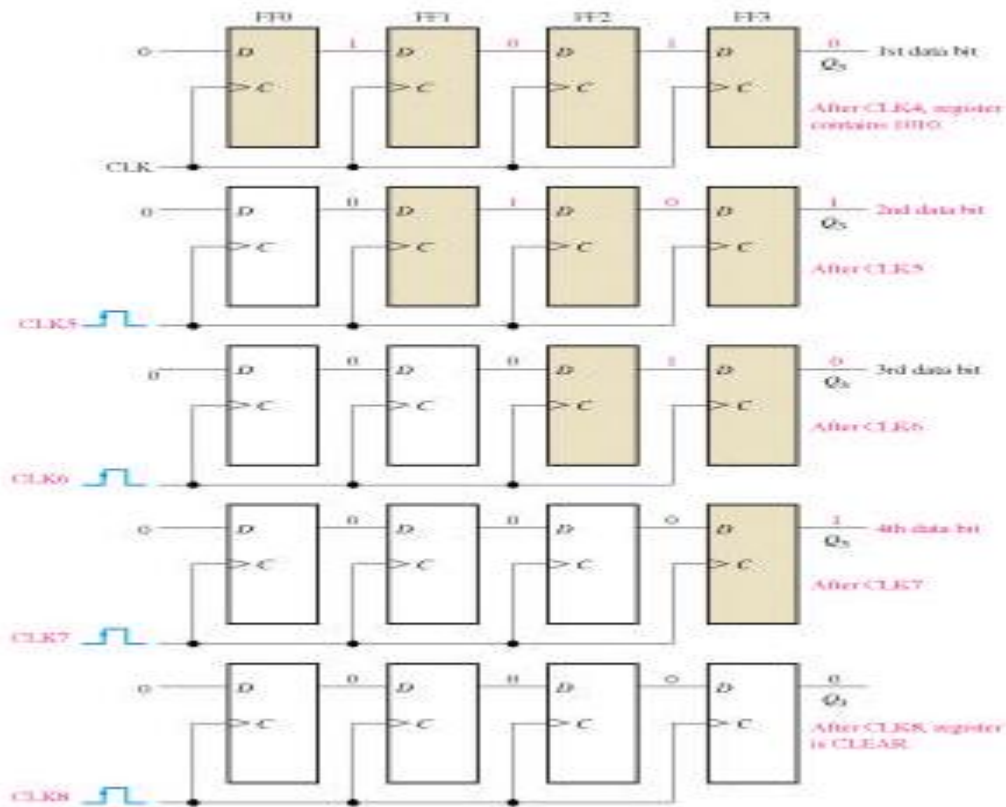 FF0 FF1 FF2 FF3
0 D 1 D 0 D 1 D 0 1st data bit
Q3
C C C C
After CLK4, register
contains 1010.
CLK
0 D 0 D 1 D 0 D 1 2nd data bit
Q3
C C C C
After CLK5
CLK5
0 D 0 D 0 D 1 D 0 3rd data bit
Q3
C C C C
After CLK6
CLK6
0 D 0 D 0 D 0 D 1 4th data bit
Q3
C C C C
After CLK7
CLK7
0 D 0 D 0 D 0 D 0
Q3
C C C C
After CLK8, register
is CLEAR
CLK8